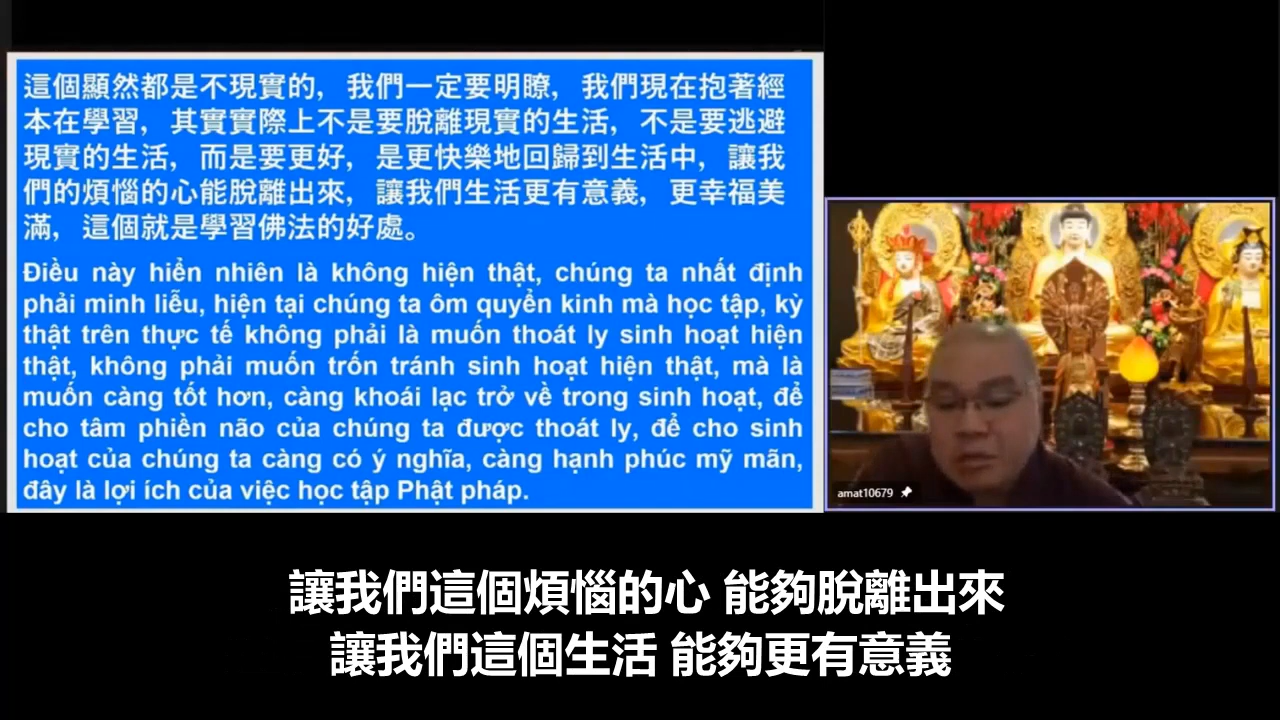 這個顯然都是不現實的，我們一定要明瞭，我們現在抱著經
本在學習，其實實際上不是要脫離現實的生活，不是要逃避
現實的生活，而是要更好，是更快樂地回歸到生活中，讓我
們的煩惱的心能脫離出來，讓我們生活更有意義，更幸福美
滿，這個就是學習佛法的好處。
Điều này hiển nhiên là không hiện thật, chúng ta nhất định
phải minh liễu, hiện tại chúng ta ôm quyển kinh mà học tập, kỳ
thật trên thực tế không phải là muốn thoát ly sinh hoạt hiện
thật, không phải muốn trốn tránh sinh hoạt hiện thật, mà là
muốn càng tốt hơn, càng khoái lạc trở về trong sinh hoạt, để
cho tâm phiền não của chúng ta được thoát ly, để cho sinh
hoạt của chúng ta càng có ý nghĩa, càng hạnh phúc mỹ mãn,
đây là lợi ích của việc học tập Phật pháp.
amat10679
讓我們這個煩惱的心 能夠脫離出來
讓我們這個生活 能夠更有意義